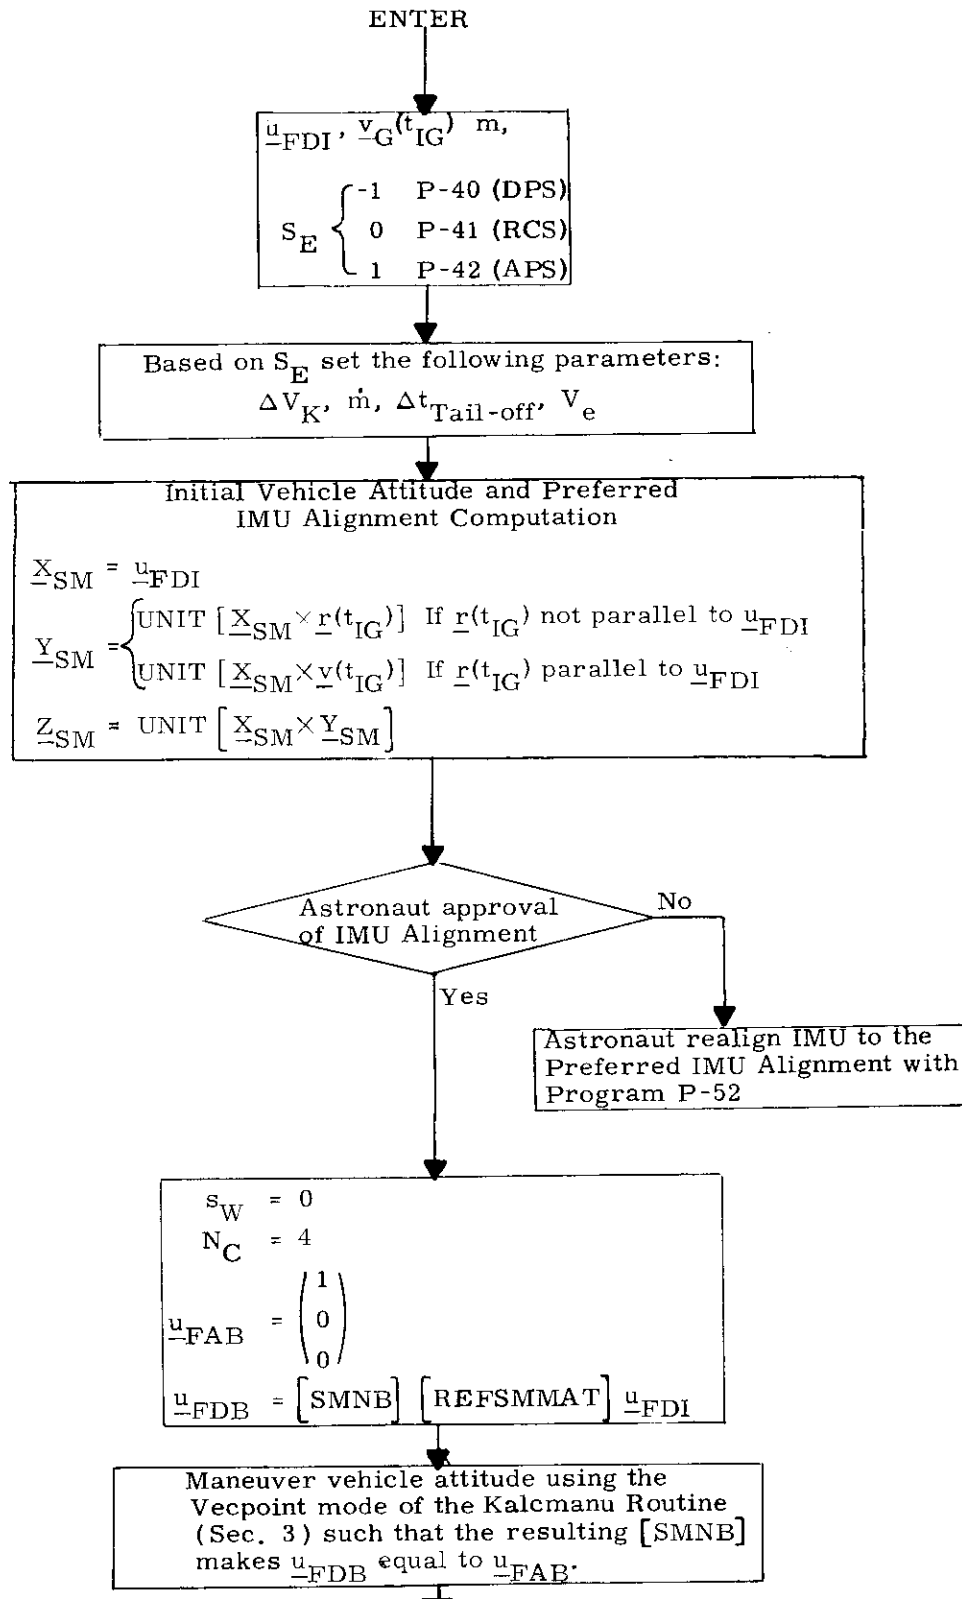 ENTER
u_FDI, v_G(t_IG) m,
-1 P-40 (DPS)
S_E { 0 P-41 (RCS)
1 P-42 (APS)
Based on S_E set the following parameters:
ΔV_K, ṁ, Δt_Tail-off, V_e
Initial Vehicle Attitude and Preferred
IMU Alignment Computation
X_SM = u_FDI
UNIT [X_SM × r(t_IG)] If r(t_IG) not parallel to u_FDI
Y_SM = {
UNIT [X_SM × v(t_IG)] If r(t_IG) parallel to u_FDI
Z_SM = UNIT [X_SM × Y_SM]
Astronaut approval
of IMU Alignment
No
Yes
Astronaut realign IMU to the
Preferred IMU Alignment with
Program P-52
s_W = 0
N_C = 4
1
u_FAB = ( 0 )
0
u_FDB = [SMNB] [REFSMMAT] u_FDI
Maneuver vehicle attitude using the
Vecpoint mode of the Kalcmanu Routine
(Sec. 3) such that the resulting [SMNB]
makes u_FDB equal to u_FAB.